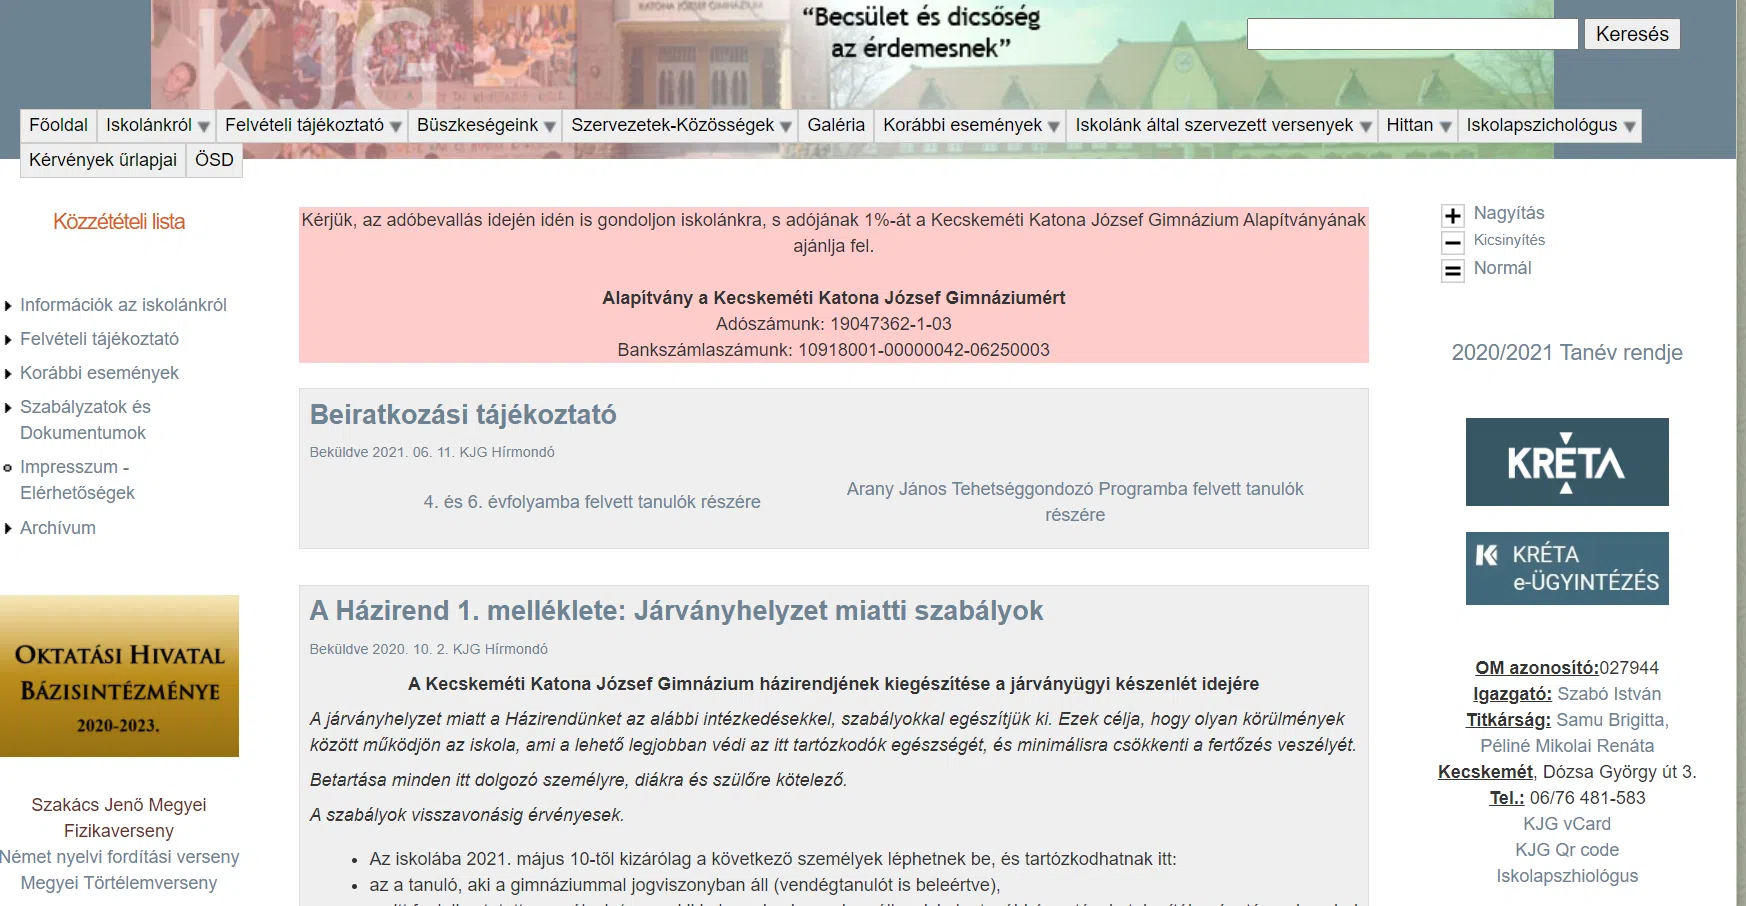 KATONA JÓZSEF GIMNÁZIUM
KJG
“Becsület és dicsőség
az érdemesnek”
Keresés
Főoldal
Iskolánkról
Felvételi tájékoztató
Büszkeségeink
Szervezetek-Közösségek
Galéria
Korábbi események
Iskolánk által szervezett versenyek
Hittan
Iskolapszichológus
Kérvények űrlapjai
ÖSD
Közzétételi lista
Információk az iskolánkról
Felvételi tájékoztató
Korábbi események
Szabályzatok és
Dokumentumok
Impresszum -
Elérhetőségek
Archívum
OKTATÁSI HIVATAL
BÁZISINTÉZMÉNYE
2020-2023.
Szakács Jenő Megyei
Fizikaverseny
Német nyelvi fordítási verseny
Megyei Törtélemverseny
Kérjük, az adóbevallás idején idén is gondoljon iskolánkra, s adójának 1%-át a Kecskeméti Katona József Gimnázium Alapítványának
ajánlja fel.
Alapítvány a Kecskeméti Katona József Gimnáziumért
Adószámunk: 19047362-1-03
Bankszámlaszámunk: 10918001-00000042-06250003
Beiratkozási tájékoztató
Beküldve 2021. 06. 11. KJG Hírmondó
4. és 6. évfolyamba felvett tanulók részére
Arany János Tehetséggondozó Programba felvett tanulók
részére
A Házirend 1. melléklete: Járványhelyzet miatti szabályok
Beküldve 2020. 10. 2. KJG Hírmondó
A Kecskeméti Katona József Gimnázium házirendjének kiegészítése a járványügyi készenlét idejére
A járványhelyzet miatt a Házirendünket az alábbi intézkedésekkel, szabályokkal egészítjük ki. Ezek célja, hogy olyan körülmények
között működjön az iskola, ami a lehető legjobban védi az itt tartózkodók egészségét, és minimálisra csökkenti a fertőzés veszélyét.
Betartása minden itt dolgozó személyre, diákra és szülőre kötelező.
A szabályok visszavonásig érvényesek.
Az iskolába 2021. május 10-től kizárólag a következő személyek léphetnek be, és tartózkodhatnak itt:
az a tanuló, aki a gimnáziummal jogviszonyban áll (vendégtanulót is beleértve),
Nagyítás
Kicsinyítés
Normál
2020/2021 Tanév rendje
KRÉTA
KRÉTA
e-ÜGYINTÉZÉS
OM azonosító:027944
Igazgató: Szabó István
Titkárság: Samu Brigitta,
Péliné Mikolai Renáta
Kecskemét, Dózsa György út 3.
Tel.: 06/76 481-583
KJG vCard
KJG Qr code
Iskolapszhiológus